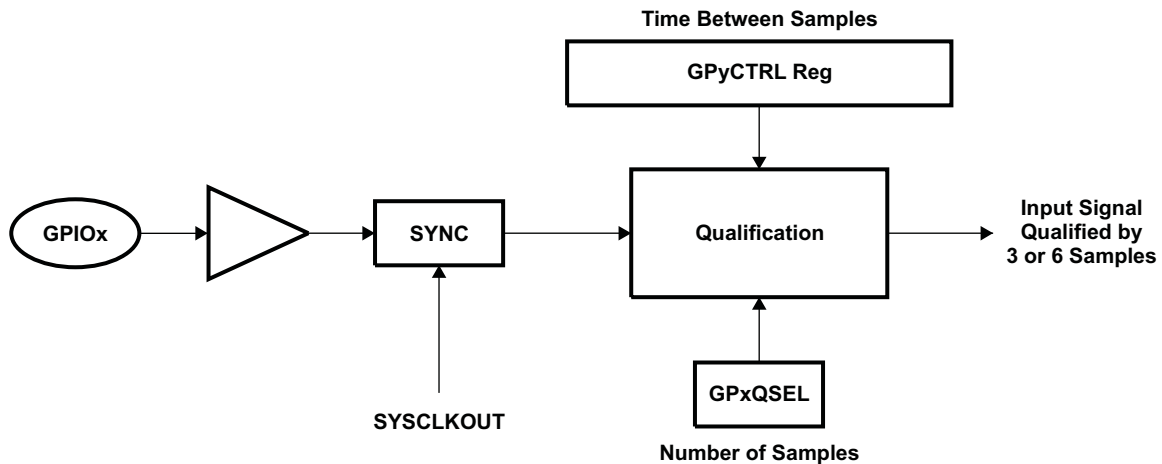 Time Between Samples
GPyCTRL Reg
GPIOx
SYNC
Qualification
Input Signal
Qualified by
3 or 6 Samples
GPxQSEL
SYSCLKOUT
Number of Samples